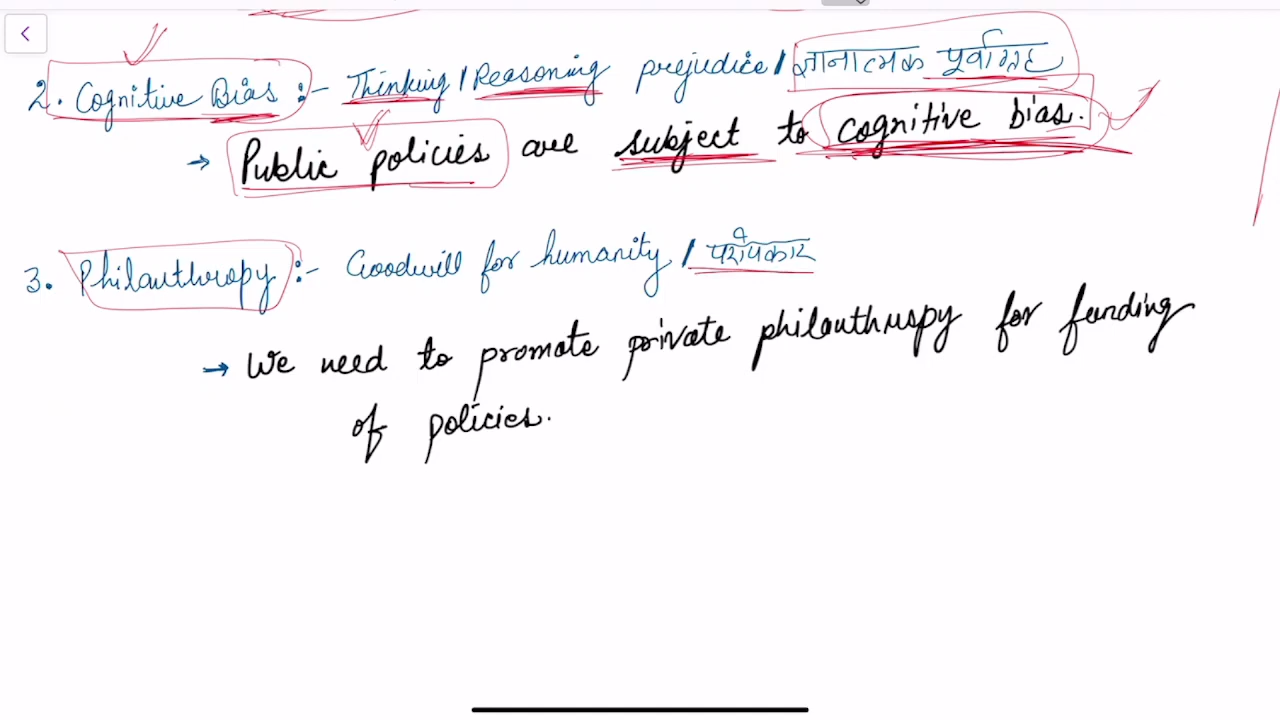 2. Cognitive Bias :- Thinking/Reasoning prejudice/ ज्ञानात्मक पूर्वाग्रह
→ Public policies are subject to cognitive bias.
3. Philanthropy :- Goodwill for humanity / परोपकार
→ We need to promote private philanthropy for funding
of policies.